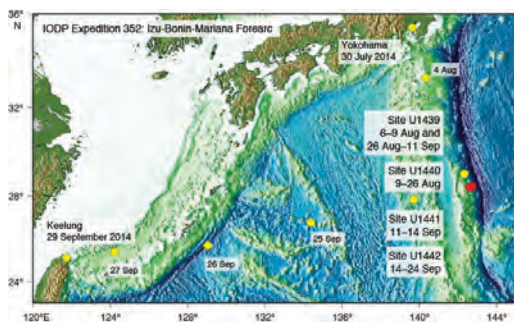 36°
N
IODP Expedition 352: Izu-Bonin-Mariana Forearc
Yokohama
30 July 2014
4 Aug
32°
Site U1439
6–9 Aug and
26 Aug–11 Sep
Site U1440
9–26 Aug
28°
Site U1441
11–14 Sep
Keelung
29 September 2014
25 Sep
26 Sep
27 Sep
Site U1442
14–24 Sep
24°
120°E
124°
128°
132°
136°
140°
144°